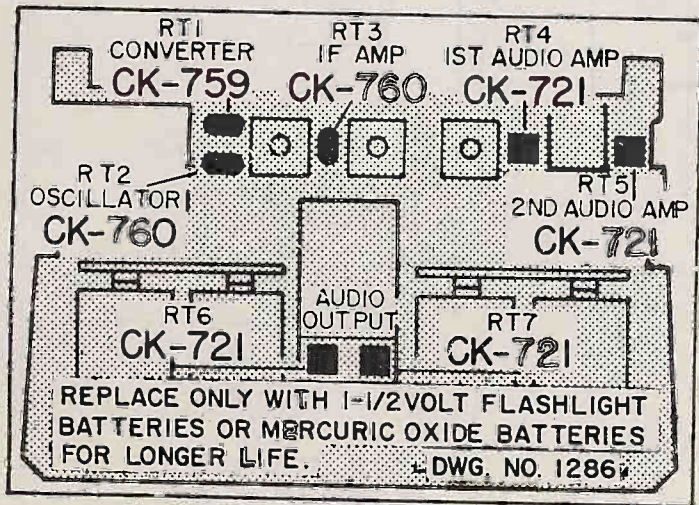 RT1
CONVERTER
CK-759
RT3
IF AMP
CK-760
RT4
1ST AUDIO AMP
CK-721
RT2
OSCILLATOR
CK-760
RT5
2ND AUDIO AMP
CK-721
RT6
CK-721
AUDIO
OUTPUT
RT7
CK-721
REPLACE ONLY WITH 1-1/2 VOLT FLASHLIGHT
BATTERIES OR MERCURIC OXIDE BATTERIES
FOR LONGER LIFE.
DWG. NO. 1286